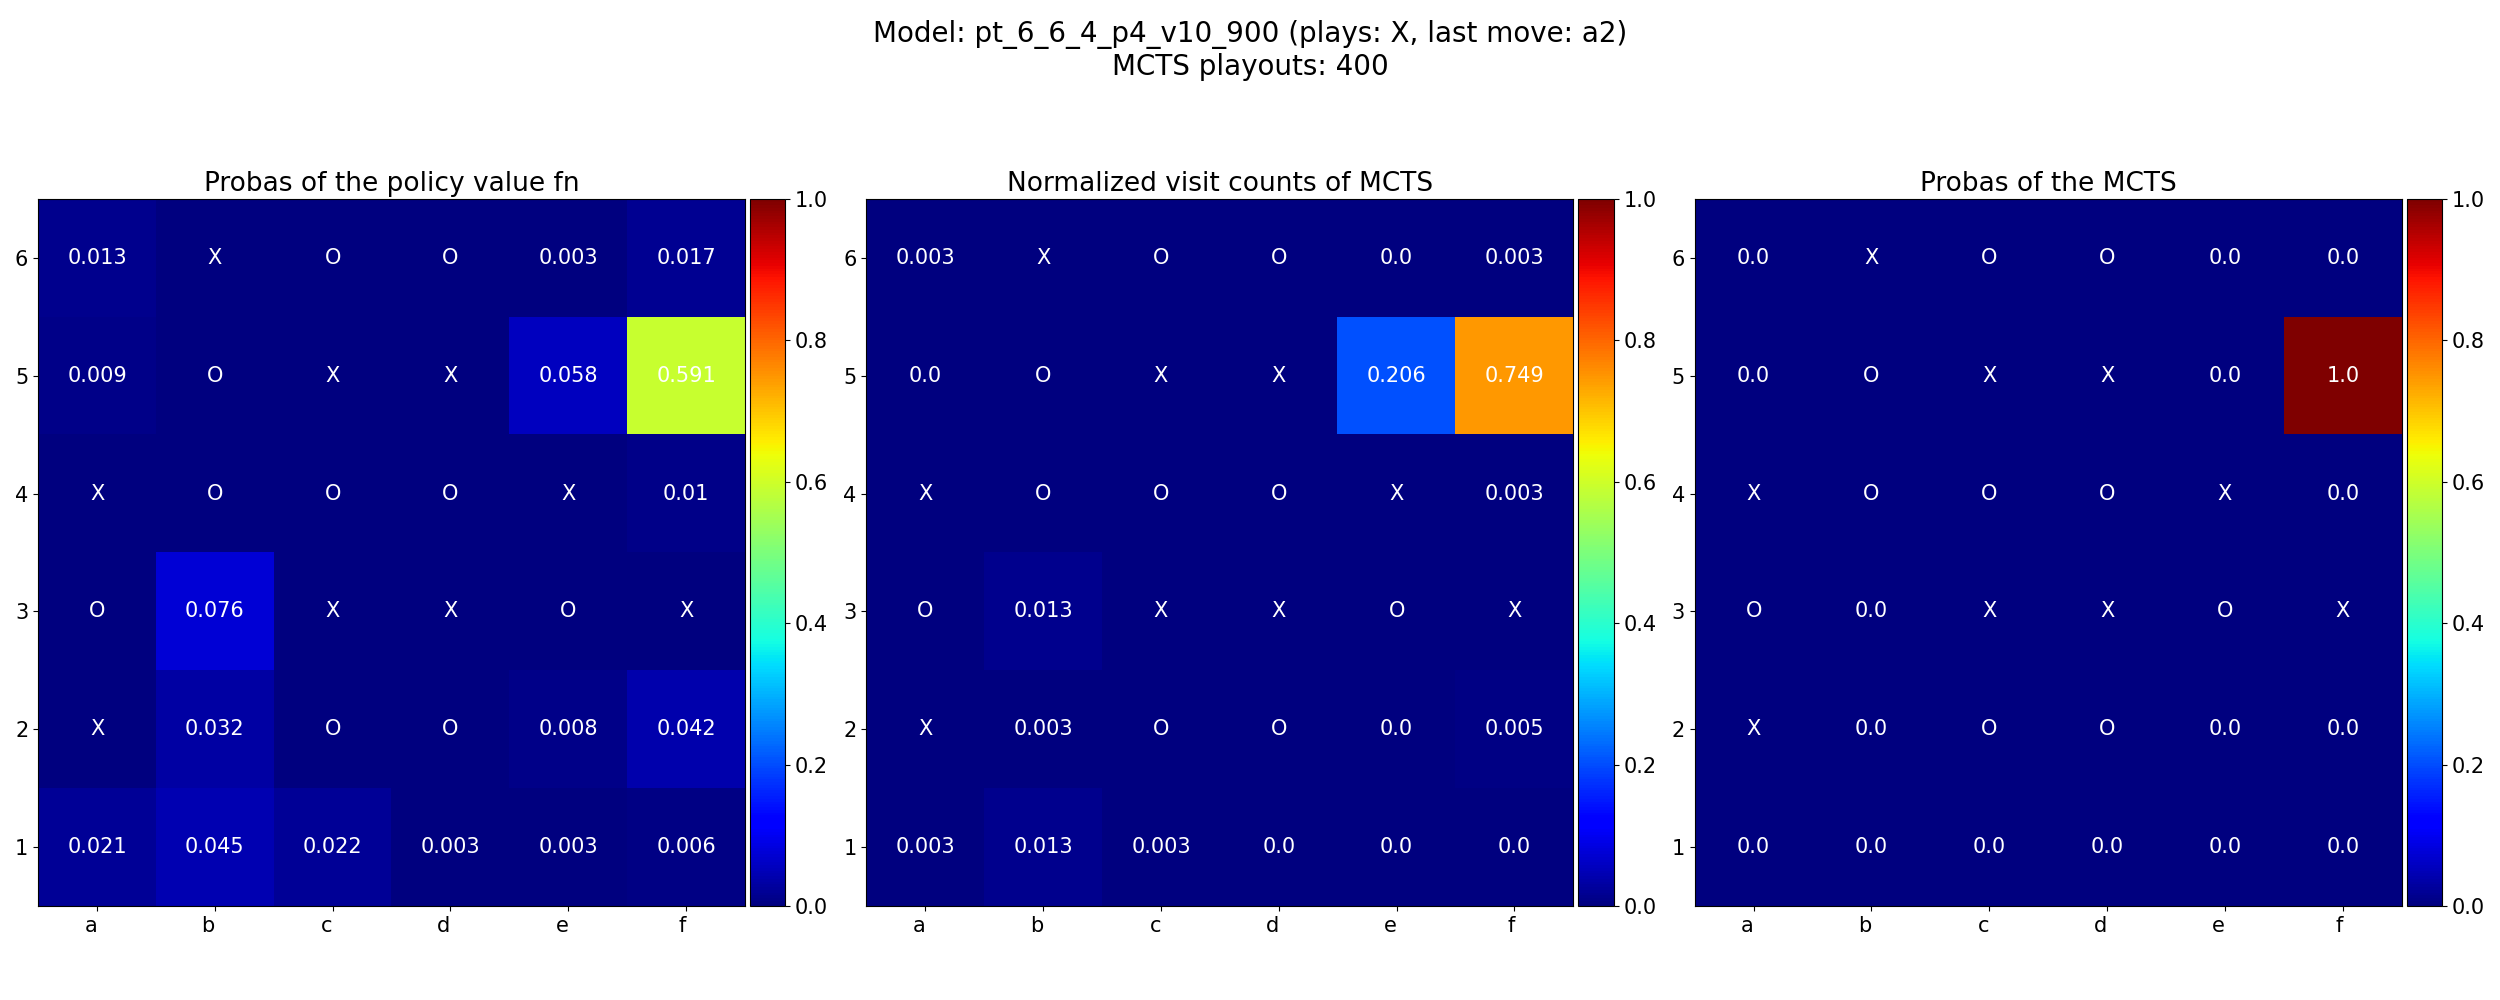 Model: pt_6_6_4_p4_v10_900 (plays: X, last move: a2)
MCTS playouts: 400
Probas of the policy value fn
6 0.013 X O O 0.003 0.017
5 0.009 O X X 0.058 0.591
4 X O O O X 0.01
3 O 0.076 X X O X
2 X 0.032 O O 0.008 0.042
1 0.021 0.045 0.022 0.003 0.003 0.006
a b c d e f
1.0
0.8
0.6
0.4
0.2
0.0
Normalized visit counts of MCTS
6 0.003 X O O 0.0 0.003
5 0.0 O X X 0.206 0.749
4 X O O O X 0.003
3 O 0.013 X X O X
2 X 0.003 O O 0.0 0.005
1 0.003 0.013 0.003 0.0 0.0 0.0
a b c d e f
1.0
0.8
0.6
0.4
0.2
0.0
Probas of the MCTS
6 0.0 X O O 0.0 0.0
5 0.0 O X X 0.0 1.0
4 X O O O X 0.0
3 O 0.0 X X O X
2 X 0.0 O O 0.0 0.0
1 0.0 0.0 0.0 0.0 0.0 0.0
a b c d e f
1.0
0.8
0.6
0.4
0.2
0.0